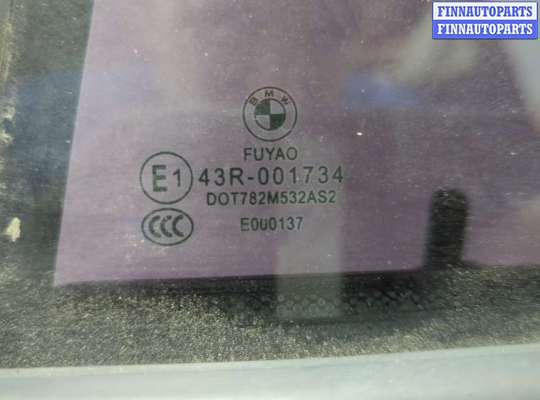 FINNAUTOPARTS
FINNAUTOPARTS
BMW
FUYAO
E1 43R-001734
DOT782M532AS2
CCC E000137